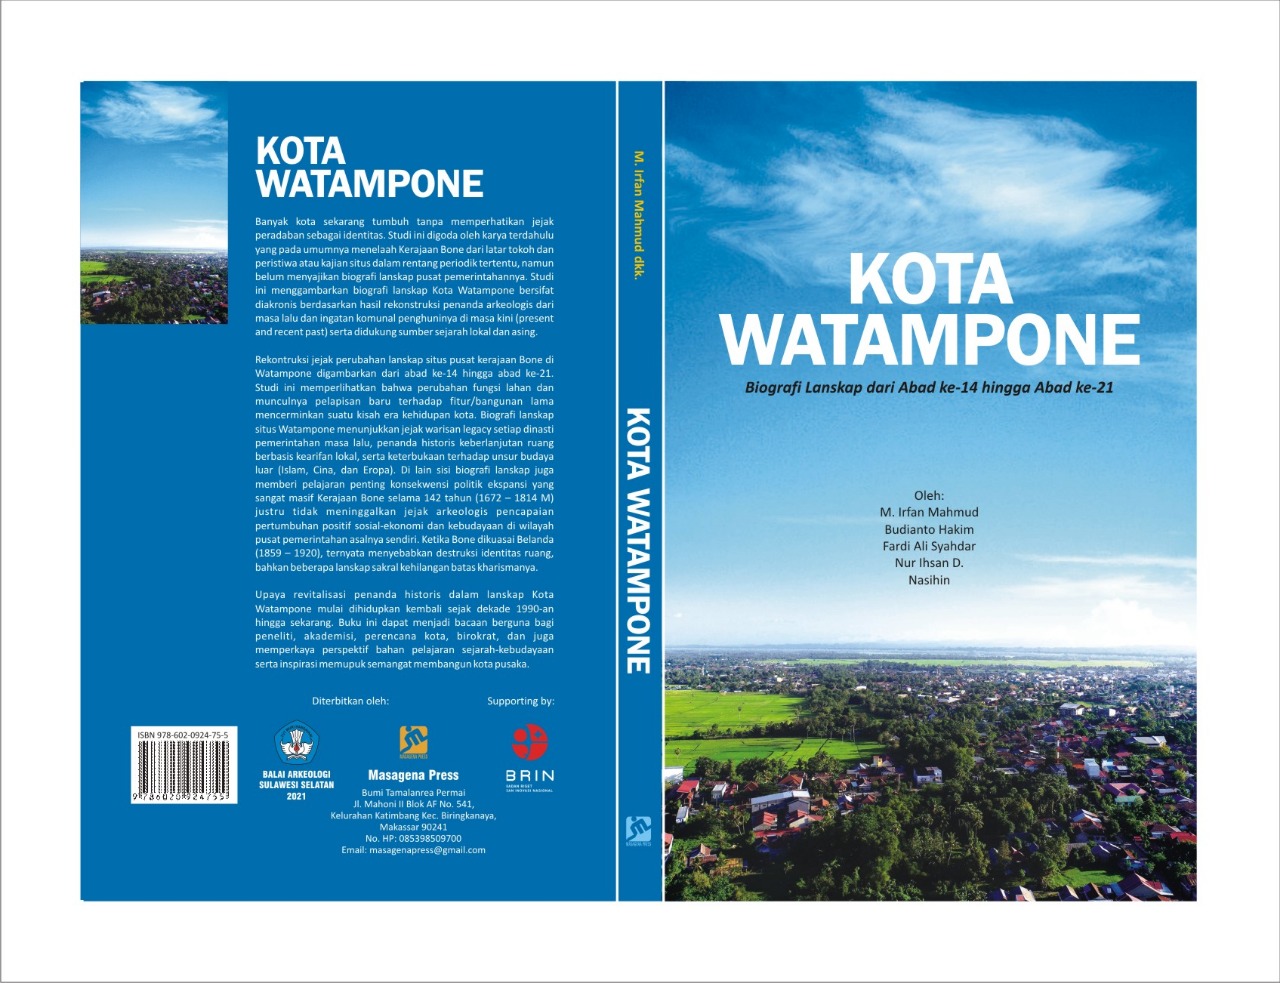 KOTA
WATAMPONE
Banyak kota sekarang tumbuh tanpa memperhatikan jejak
peradaban sebagai identitas. Studi ini digoda oleh karya terdahulu
yang pada umumnya menelaah Kerajaan Bone dari latar tokoh dan
peristiwa atau kajian situs dalam rentang periodik tertentu, namun
belum menyajikan biografi lanskap pusat pemerintahannya. Studi
ini menggambarkan biografi lanskap Kota Watampone bersifat
diakronis berdasarkan hasil rekonstruksi penanda arkeologis dari
masa lalu dan ingatan komunal penghuninya di masa kini (present
and recent past) serta didukung sumber sejarah lokal dan asing.
Rekontruksi jejak perubahan lanskap situs pusat kerajaan Bone di
Watampone digambarkan dari abad ke-14 hingga abad ke-21.
Studi ini memperlihatkan bahwa perubahan fungsi lahan dan
munculnya pelapisan baru terhadap fitur/bangunan lama
mencerminkan suatu kisah era kehidupan kota. Biografi lanskap
situs Watampone menunjukkan jejak warisan legacy setiap dinasti
pemerintahan masa lalu, penanda historis keberlanjutan ruang
berbasis kearifan lokal, serta keterbukaan terhadap unsur budaya
luar (Islam, Cina, dan Eropa). Di lain sisi biografi lanskap juga
memberi pelajaran penting konsekwensi politik ekspansi yang
sangat masif Kerajaan Bone selama 142 tahun (1672 – 1814 M)
justru tidak meninggalkan jejak arkeologis pencapaian
pertumbuhan positif sosial-ekonomi dan kebudayaan di wilayah
pusat pemerintahan asalnya sendiri. Ketika Bone dikuasai Belanda
(1859 – 1920), ternyata menyebabkan destruksi identitas ruang,
bahkan beberapa lanskap sakral kehilangan batas kharismanya.
Upaya revitalisasi penanda historis dalam lanskap Kota
Watampone mulai dihidupkan kembali sejak dekade 1990-an
hingga sekarang. Buku ini dapat menjadi bacaan berguna bagi
peneliti, akademisi, perencana kota, birokrat, dan juga
memperkaya perspektif bahan pelajaran sejarah-kebudayaan
serta inspirasi memupuk semangat membangun kota pusaka.
Diterbitkan oleh:
Supporting by:
ISBN 978-602-0924-75-5
9 786020 924755
BALAI ARKEOLOGI
SULAWESI SELATAN
2021
MASAGENA PRESS
Masagena Press
Bumi Tamalanrea Permai
Jl. Mahoni II Blok AF No. 541,
Kelurahan Katimbang Kec. Biringkanaya,
Makassar 90241
No. HP: 085398509700
Email: masagenapress@gmail.com
BRIN
BADAN RISET
DAN INOVASI NASIONAL
M. Irfan Mahmud dkk.
KOTA WATAMPONE
MASAGENA PRESS
KOTA
WATAMPONE
Biografi Lanskap dari Abad ke-14 hingga Abad ke-21
Oleh:
M. Irfan Mahmud
Budianto Hakim
Fardi Ali Syahdar
Nur Ihsan D.
Nasihin